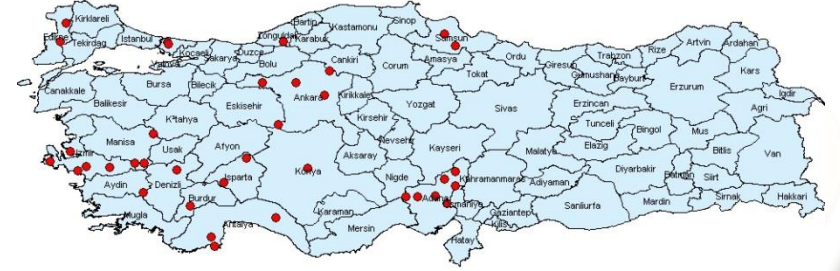 Kirklareli
Edirne
Tekirdag
Istanbul
Kocaeli
Yalova
Sakarya
Duzce
Zonguldak
Bartin
Karabuk
Kastamonu
Sinop
Samsun
Bolu
Cankiri
Corum
Amasya
Tokat
Ordu
Giresun
Trabzon
Rize
Artvin
Ardahan
Gumushane
Bayburt
Kars
Igdir
Canakkale
Balikesir
Bursa
Bilecik
Eskisehir
Ankara
Kirikkale
Yozgat
Sivas
Erzincan
Erzurum
Agri
K³tahya
Kirsehir
Tunceli
Bingol
Mus
Manisa
Usak
Afyon
Nevsehir
Kayseri
Malatya
Elazig
Bitlis
Van
Izmir
Aksaray
Konya
Nigde
Kahramanmaras
Adiyaman
Diyarbakir
Batman
Siirt
Aydin
Denizli
Isparta
Burdur
Mugla
Antalya
Karaman
Mersin
Adana
Osmaniye
Gaziantep
Kilis
Hatay
Sanliurfa
Mardin
Sirnak
Hakkari